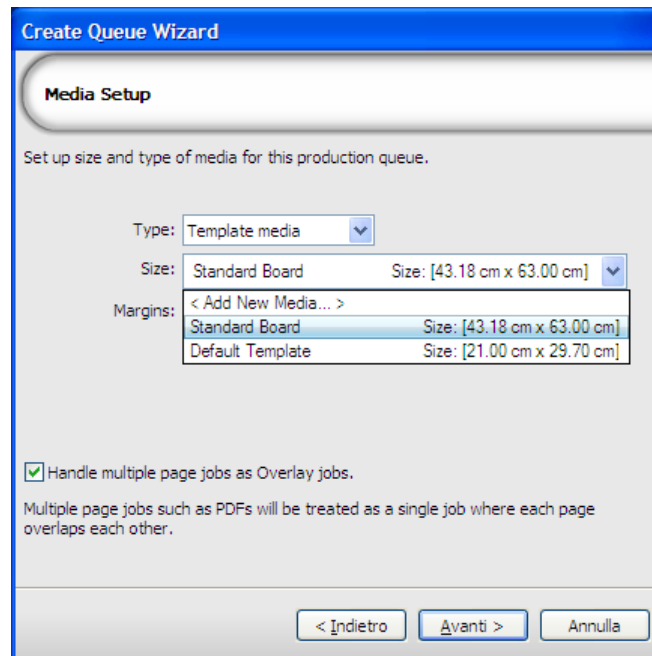 Create Queue Wizard
Media Setup
Set up size and type of media for this production queue.
Type: Template media
Size: Standard Board Size: [43.18 cm x 63.00 cm]
Margins: < Add New Media... >
Standard Board Size: [43.18 cm x 63.00 cm]
Default Template Size: [21.00 cm x 29.70 cm]
Handle multiple page jobs as Overlay jobs.
Multiple page jobs such as PDFs will be treated as a single job where each page
overlaps each other.
< Indietro Avanti > Annulla